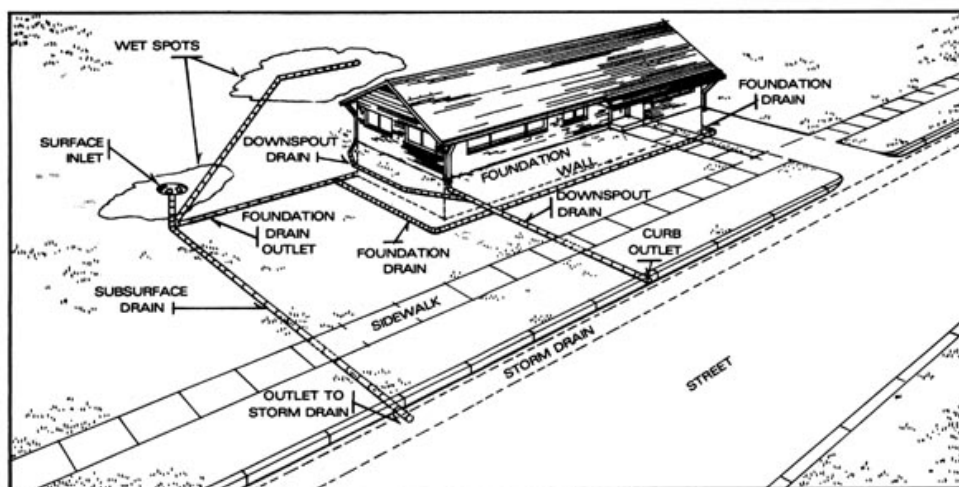 WET SPOTS
SURFACE
INLET
DOWNSPOUT
DRAIN
FOUNDATION
DRAIN
FOUNDATION
WALL
DOWNSPOUT
DRAIN
FOUNDATION
DRAIN
OUTLET
FOUNDATION
DRAIN
CURB
OUTLET
SUBSURFACE
DRAIN
SIDEWALK
STORM DRAIN
STREET
OUTLET TO
STORM DRAIN